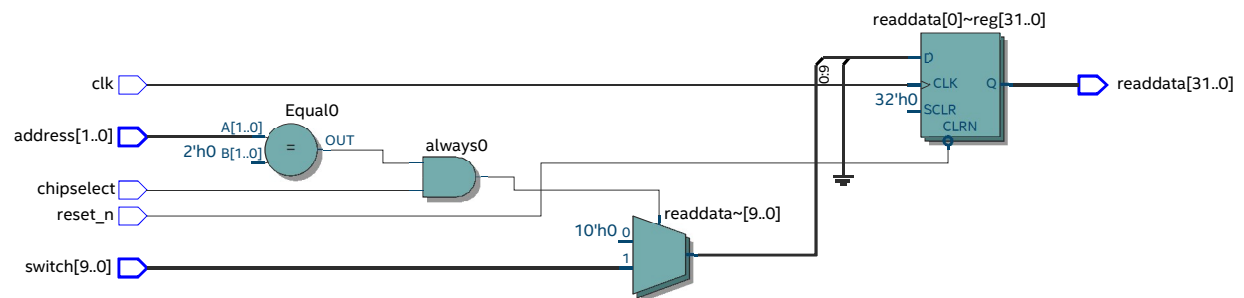 readdata[0]~reg[31..0]
D
0:9
clk
CLK
Q
readdata[31..0]
32'h0
SCLR
Equal0
CLRN
address[1..0]
A[1..0]
=
OUT
2'h0
B[1..0]
always0
chipselect
reset_n
readdata~[9..0]
10'h0
0
1
switch[9..0]